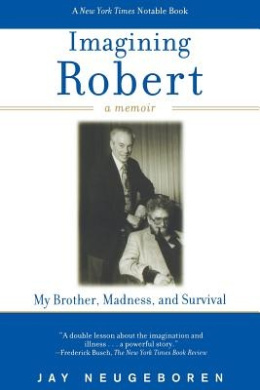 A New York Times Notable Book
Imagining
Robert
a memoir
My Brother, Madness, and Survival
"A double lesson about the imagination and
illness . . . a powerful story."
—Frederick Busch, The New York Times Book Review
JAY NEUGEBOREN